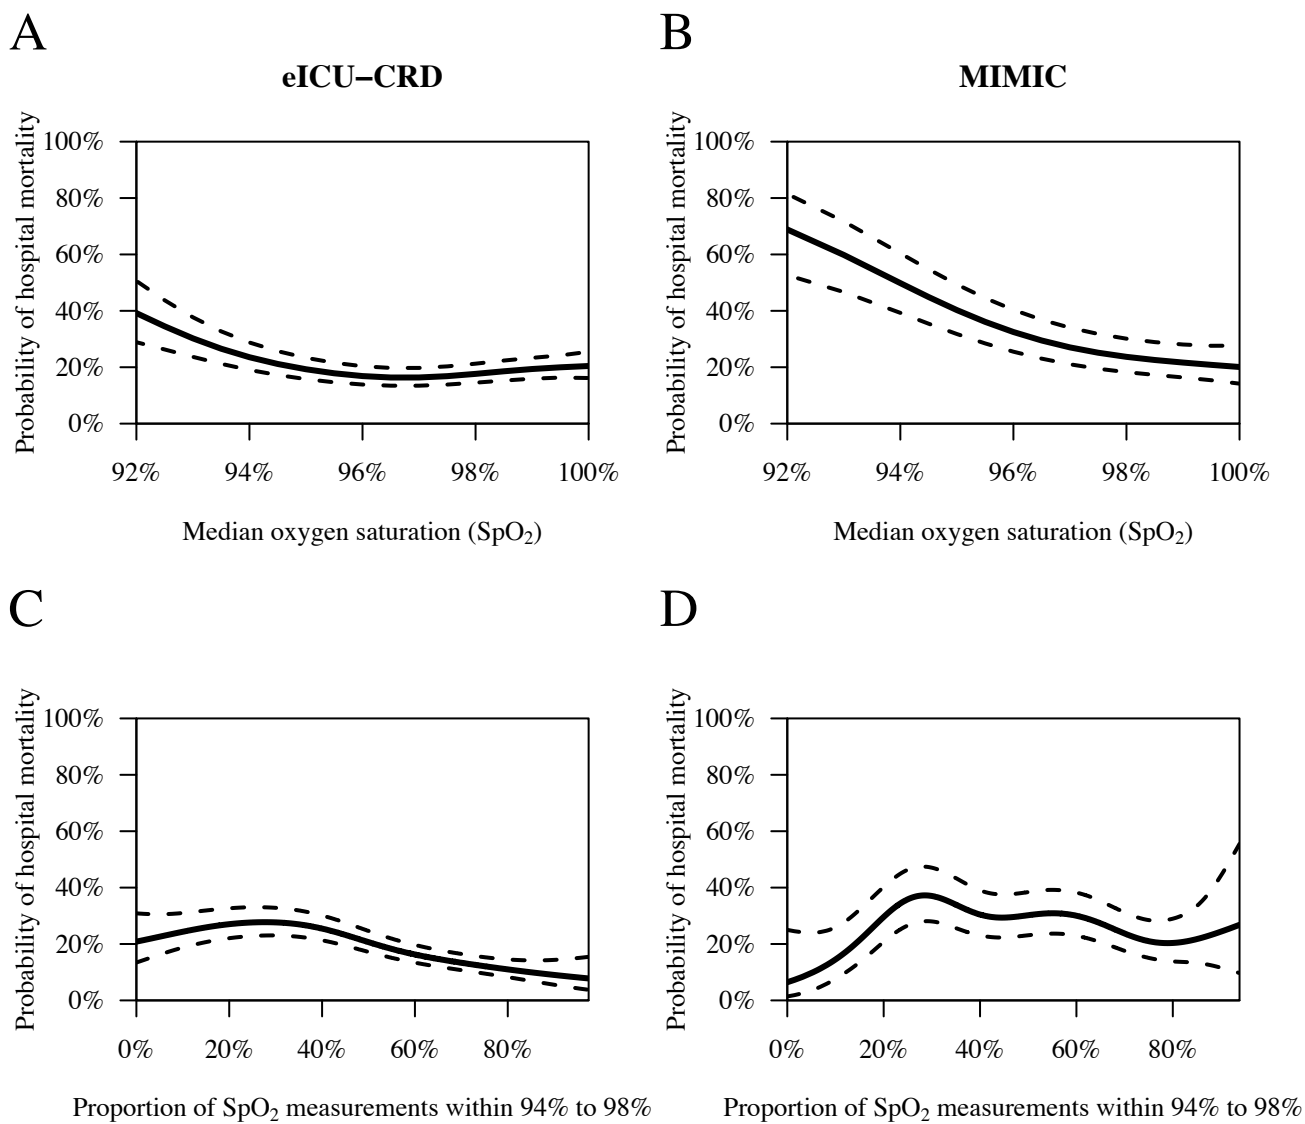 A
eICU−CRD
Probability of hospital mortality
100%
80%
60%
40%
20%
0%
92% 94% 96% 98% 100%
Median oxygen saturation (SpO₂)
B
MIMIC
Probability of hospital mortality
100%
80%
60%
40%
20%
0%
92% 94% 96% 98% 100%
Median oxygen saturation (SpO₂)
C
Probability of hospital mortality
100%
80%
60%
40%
20%
0%
0% 20% 40% 60% 80%
Proportion of SpO₂ measurements within 94% to 98%
D
Probability of hospital mortality
100%
80%
60%
40%
20%
0%
0% 20% 40% 60% 80%
Proportion of SpO₂ measurements within 94% to 98%